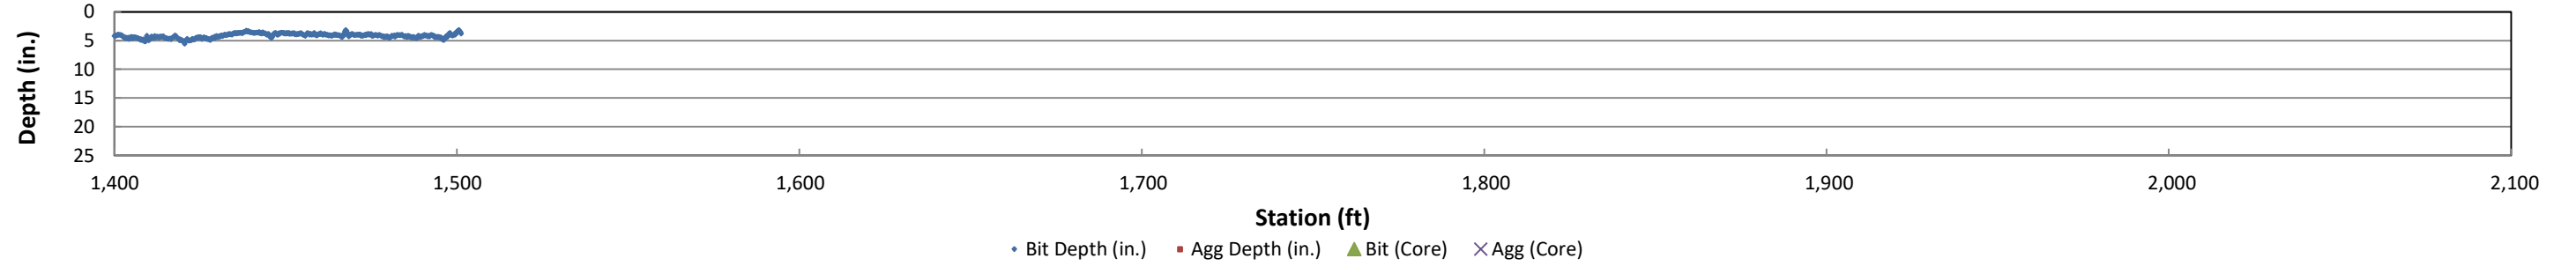 Depth (in.)
0
5
10
15
20
25
1,400 1,500 1,600 1,700 1,800 1,900 2,000 2,100
Station (ft)
Bit Depth (in.) Agg Depth (in.) Bit (Core) Agg (Core)